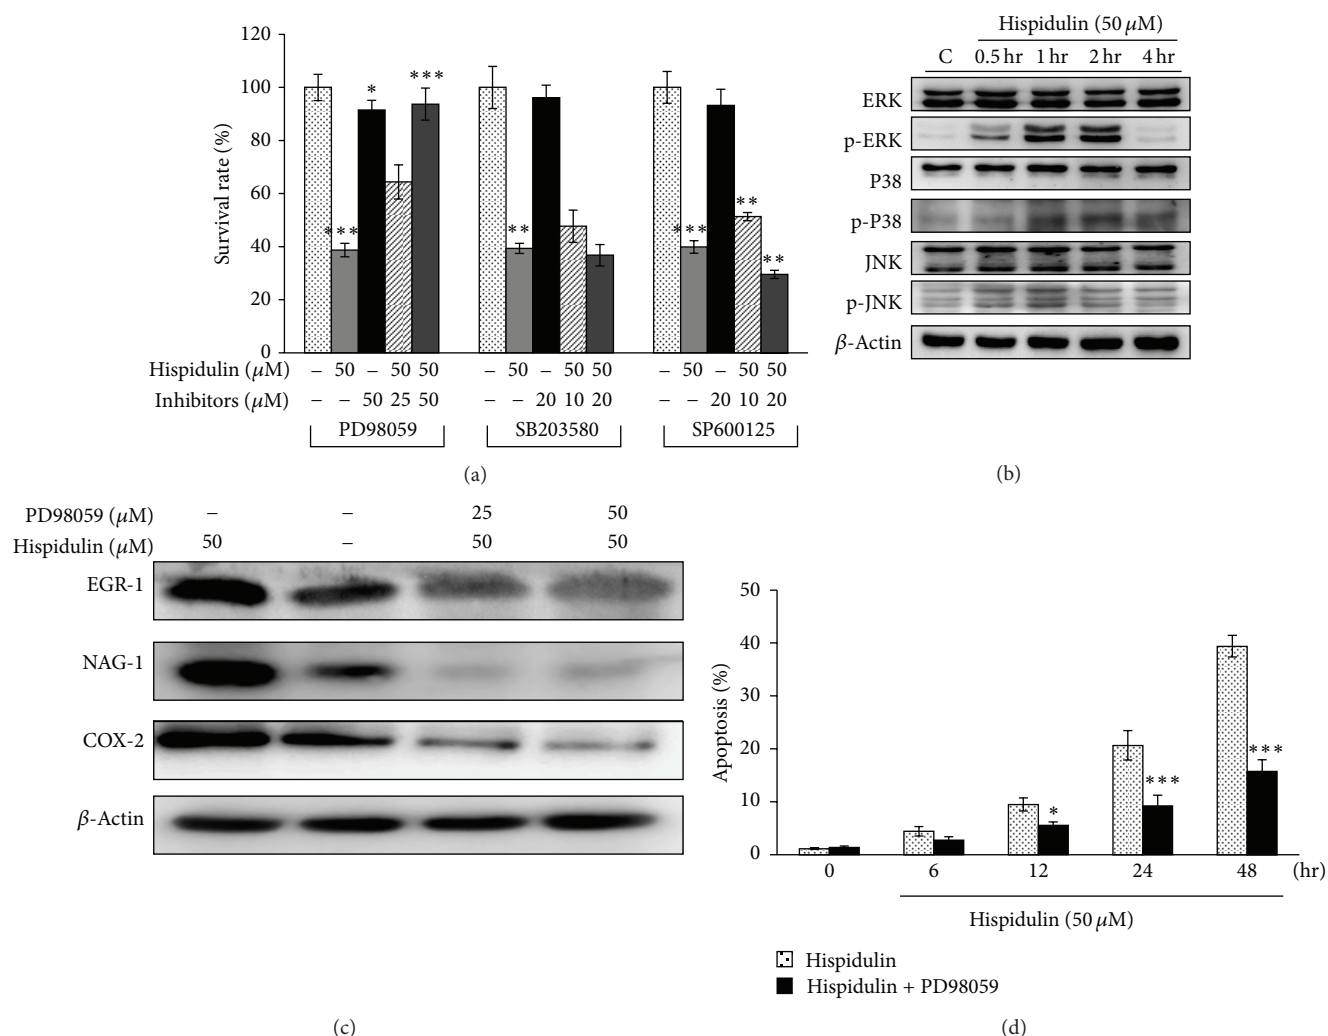 120
100
80
60
40
20
0
Survival rate (%)
* *** *** ** *** ** **
Hispidulin (μM) – 50 – 50 50 – 50 – 50 50 – 50 – 50 50
Inhibitors (μM) – – 50 25 50 – – 20 10 20 – – 20 10 20
PD98059 SB203580 SP600125
(a)
Hispidulin (50 μM)
C 0.5 hr 1 hr 2 hr 4 hr
ERK
p-ERK
P38
p-P38
JNK
p-JNK
β-Actin
(b)
PD98059 (μM) – – 25 50
Hispidulin (μM) 50 – 50 50
EGR-1
NAG-1
COX-2
β-Actin
(c)
50
40
30
20
10
0
Apoptosis (%)
* *** ***
0 6 12 24 48 (hr)
Hispidulin (50 μM)
Hispidulin
Hispidulin + PD98059
(d)